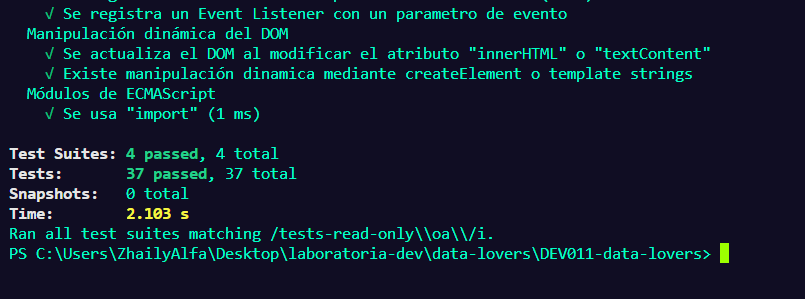 √ Se registra un Event Listener con un parametro de evento
Manipulación dinámica del DOM
√ Se actualiza el DOM al modificar el atributo "innerHTML" o "textContent"
√ Existe manipulación dinamica mediante createElement o template strings
Módulos de ECMAScript
√ Se usa "import" (1 ms)
Test Suites: 4 passed, 4 total
Tests: 37 passed, 37 total
Snapshots: 0 total
Time: 2.103 s
Ran all test suites matching /tests-read-only\\oa\\/i.
PS C:\Users\ZhailyAlfa\Desktop\laboratoria-dev\data-lovers\DEV011-data-lovers>